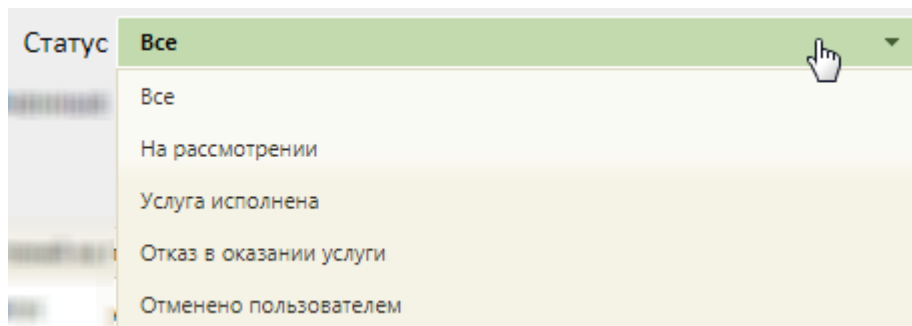 Статус Все
Все
На рассмотрении
Услуга исполнена
Отказ в оказании услуги
Отменено пользователем